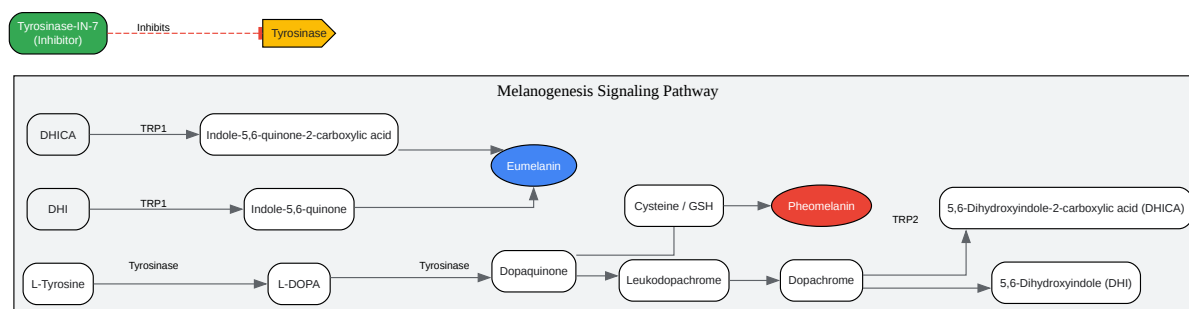 Tyrosinase-IN-7
(Inhibitor)
Inhibits
Tyrosinase
Melanogenesis Signaling Pathway
DHICA
TRP1
Indole-5,6-quinone-2-carboxylic acid
Eumelanin
DHI
TRP1
Indole-5,6-quinone
Cysteine / GSH
Pheomelanin
TRP2
5,6-Dihydroxyindole-2-carboxylic acid (DHICA)
L-Tyrosine
Tyrosinase
L-DOPA
Tyrosinase
Dopaquinone
Leukodopachrome
Dopachrome
5,6-Dihydroxyindole (DHI)